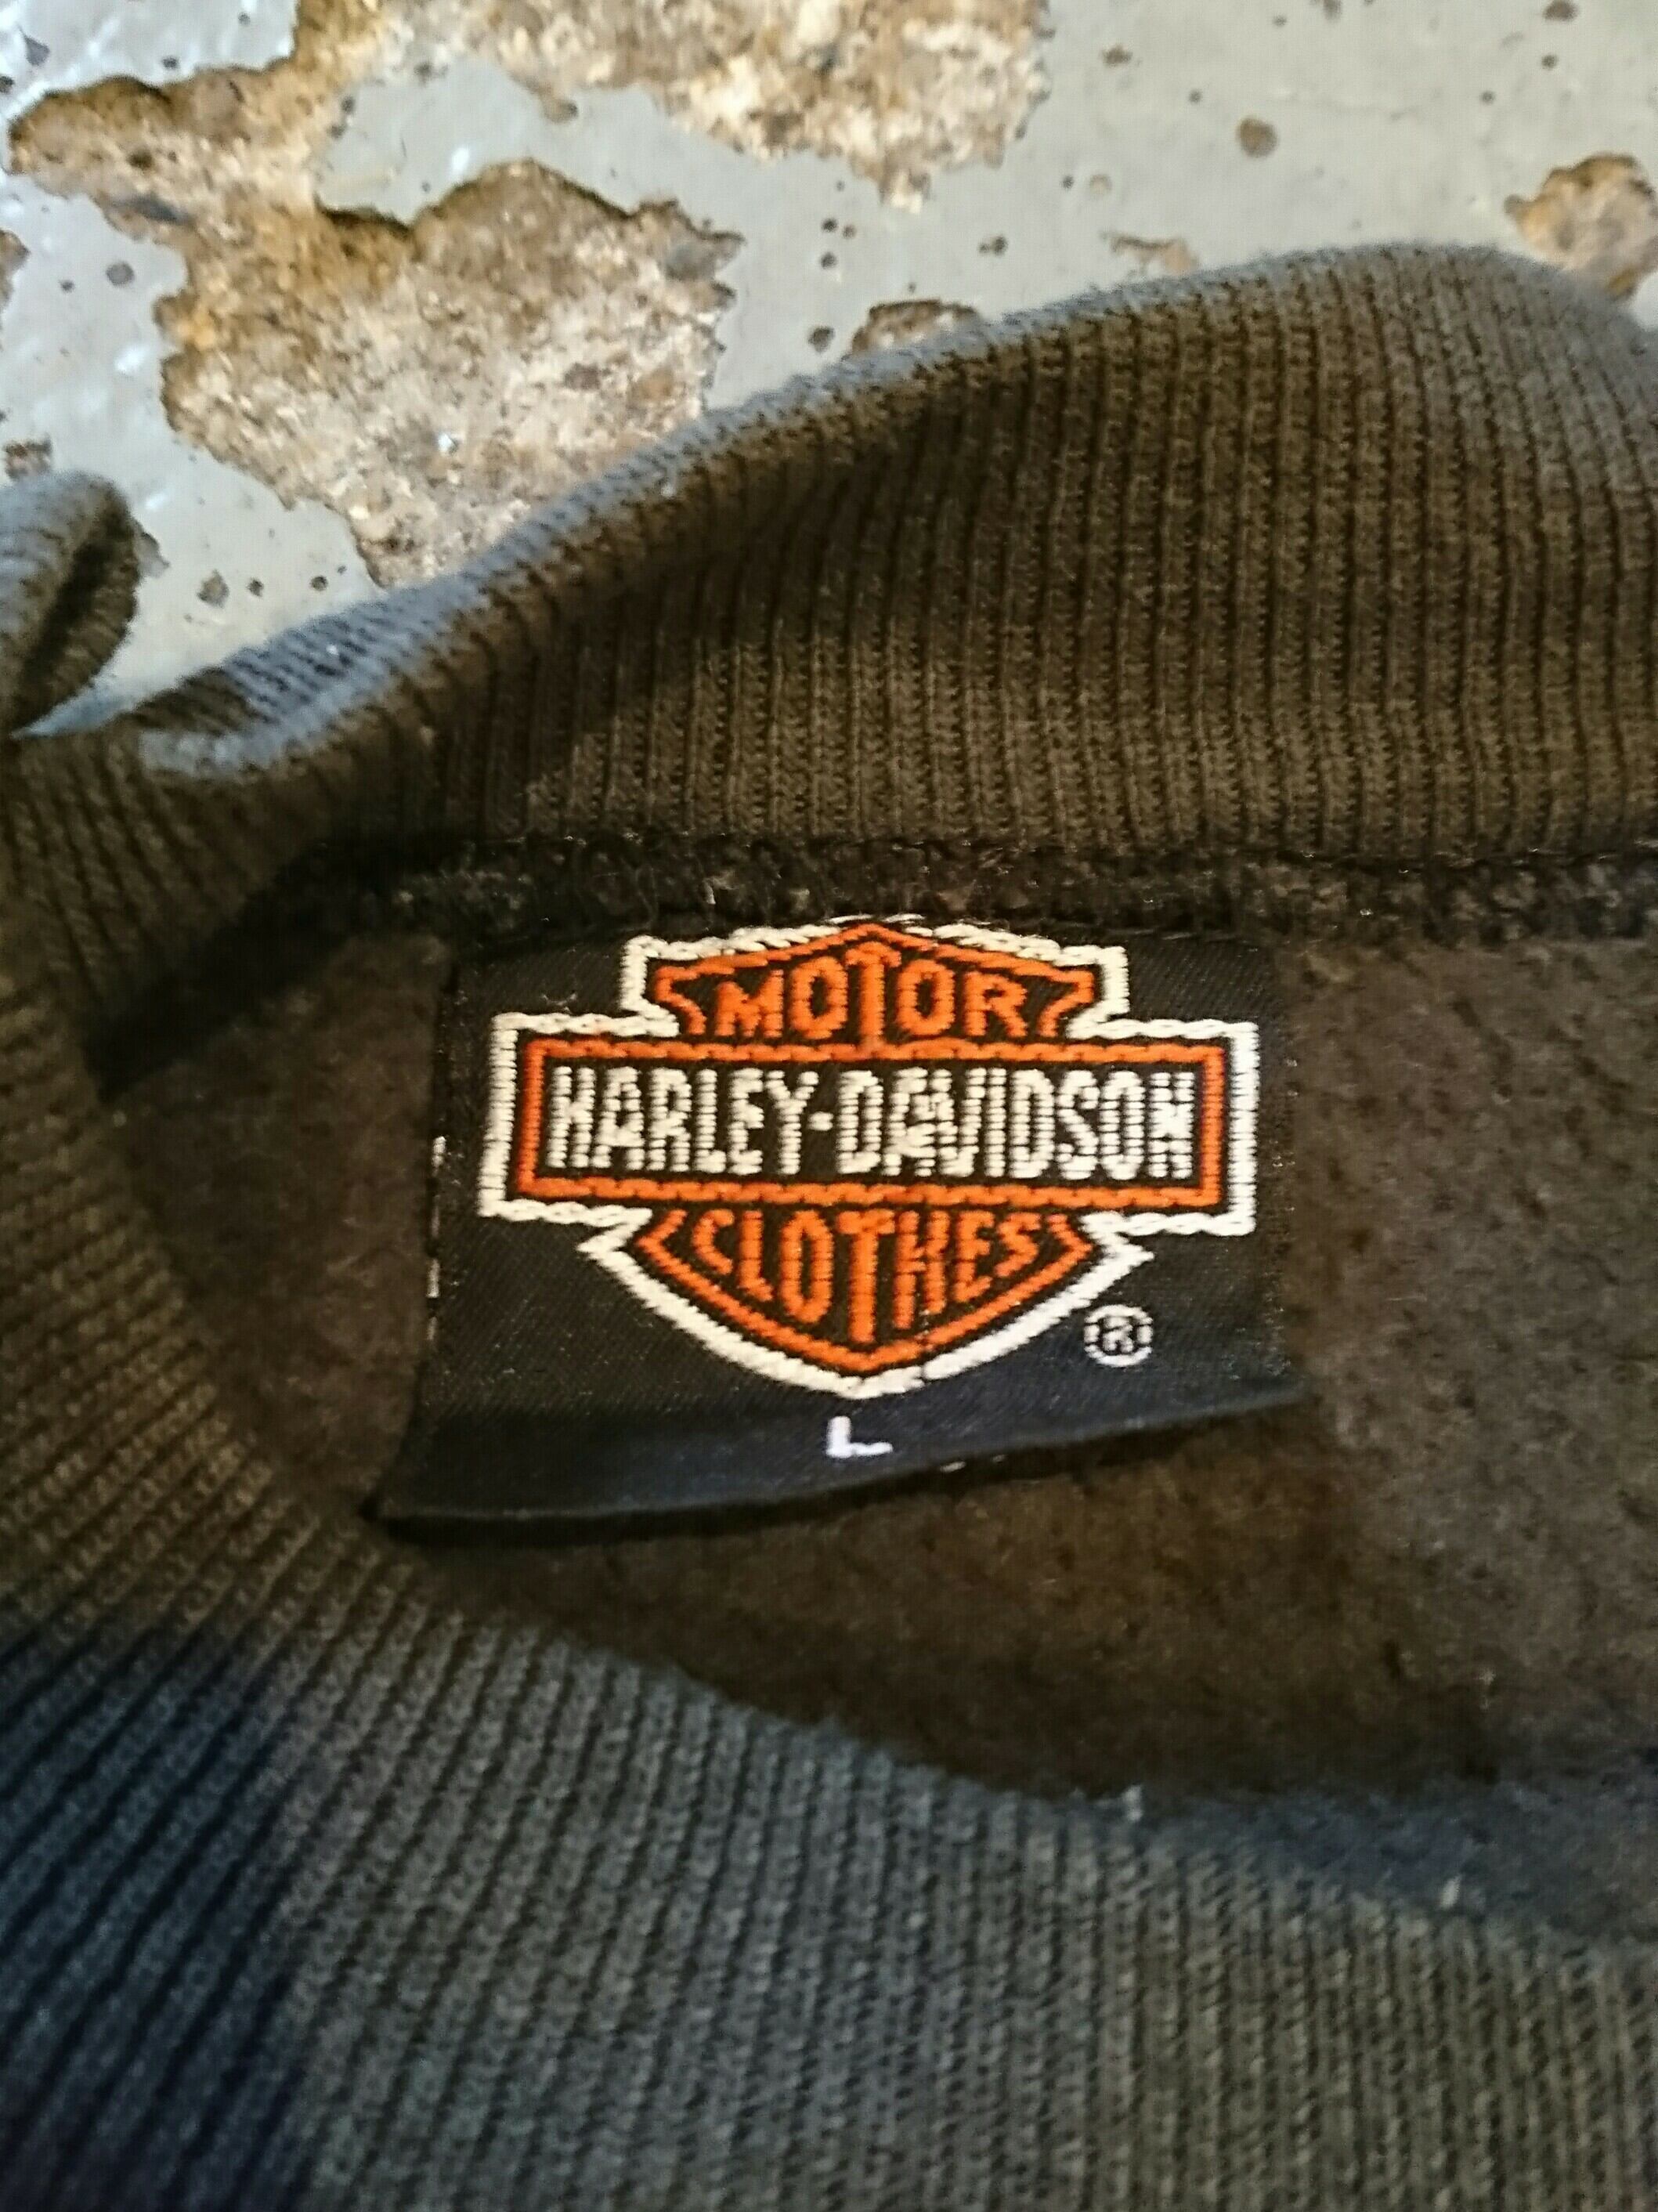 MOTOR
HARLEY-DAVIDSON
CLOTHES
®
L